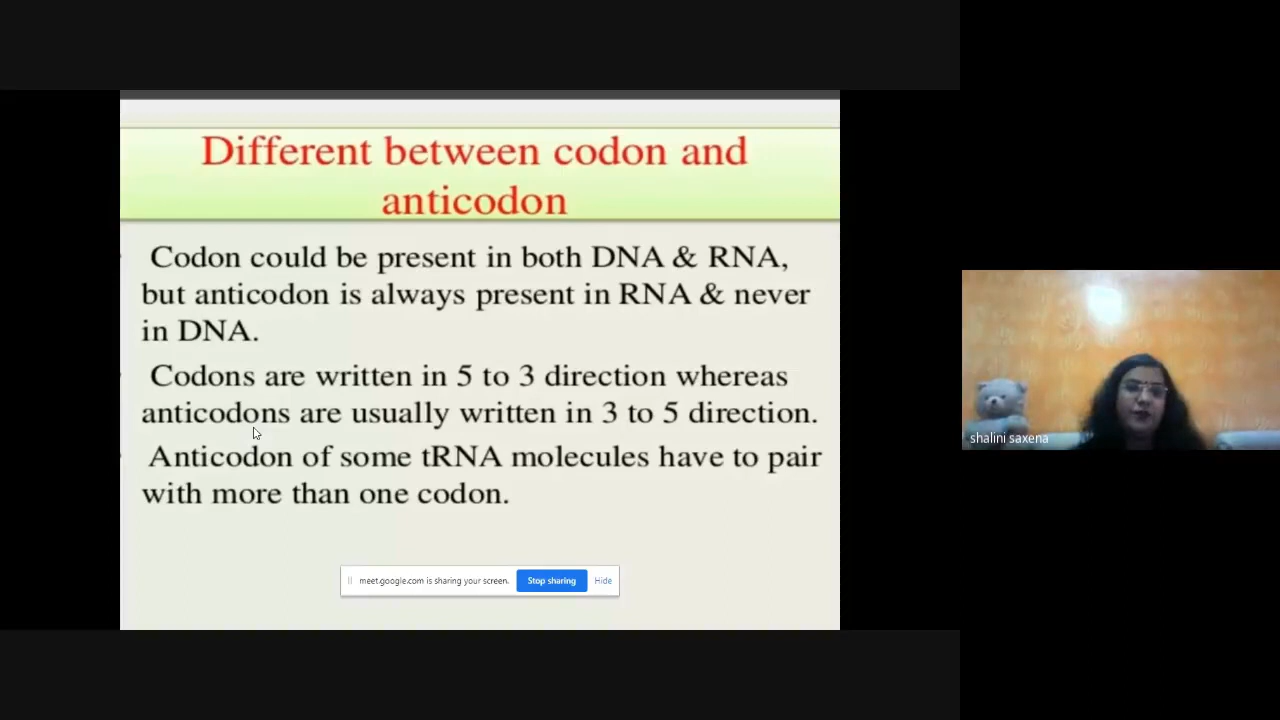 Different between codon and
anticodon
Codon could be present in both DNA & RNA,
but anticodon is always present in RNA & never
in DNA.
Codons are written in 5 to 3 direction whereas
anticodons are usually written in 3 to 5 direction.
Anticodon of some tRNA molecules have to pair
with more than one codon.
meet.google.com is sharing your screen. Stop sharing Hide
shalini saxena